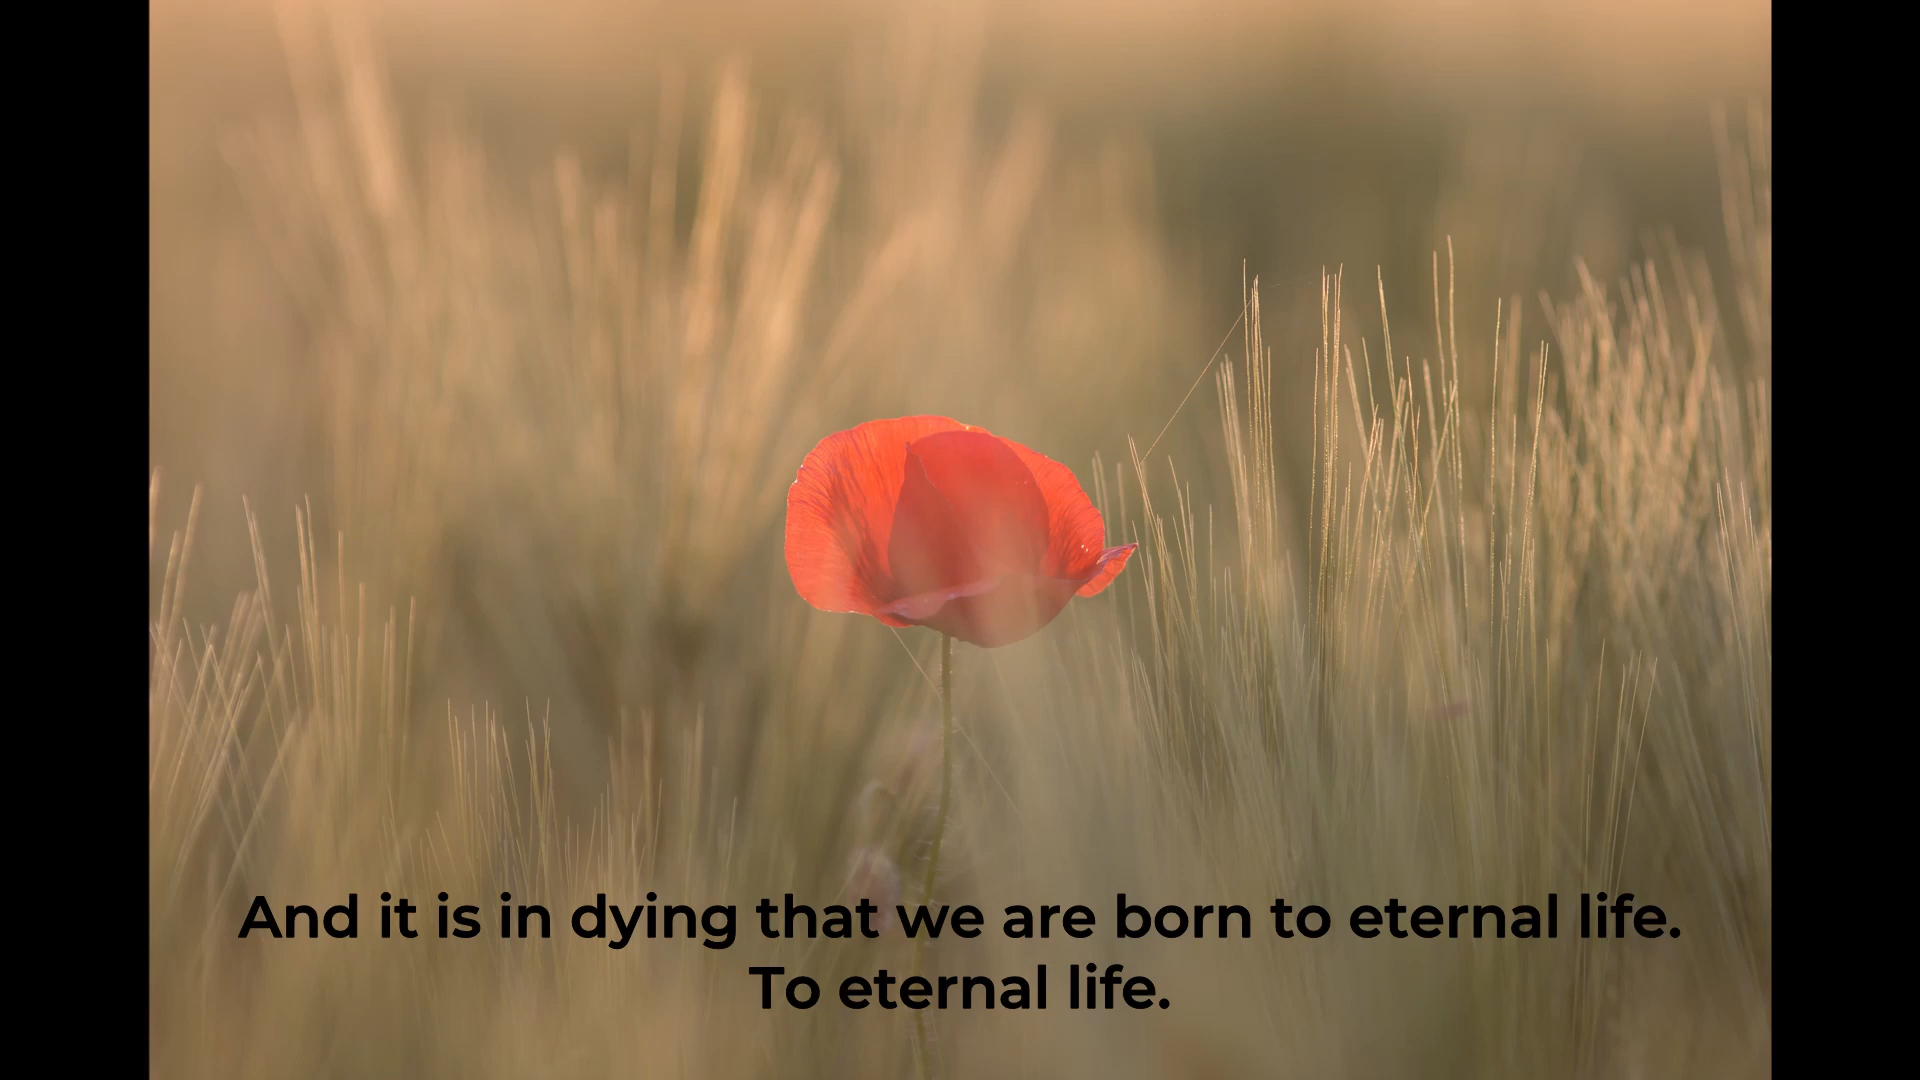 And it is in dying that we are born to eternal life.
To eternal life.